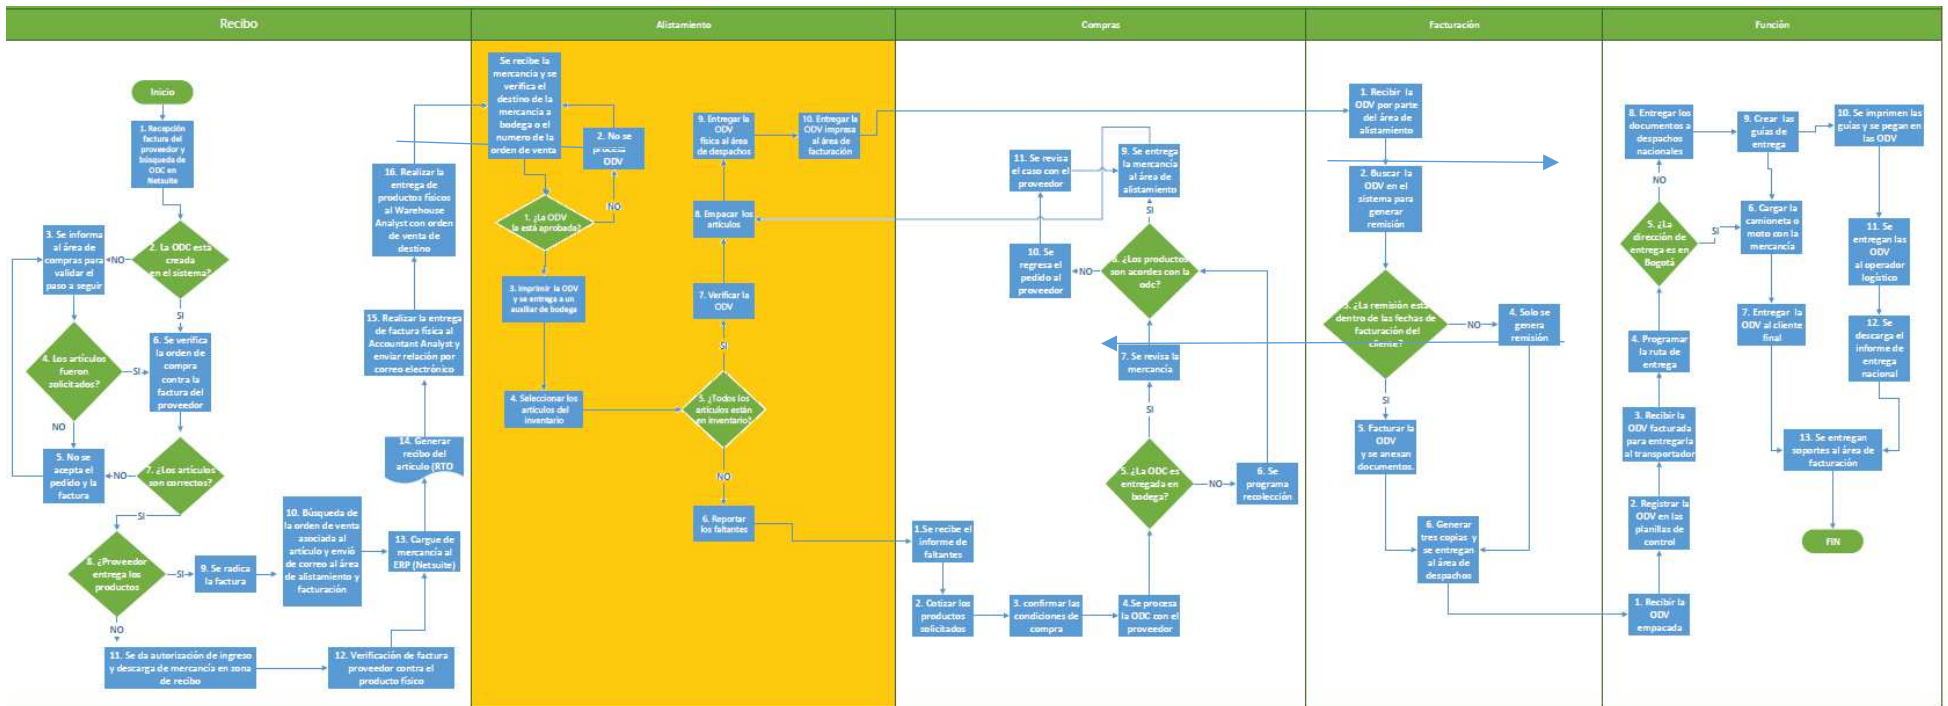 Recibo
Alistamiento
Compras
Facturación
Función
Inicio
1. Recepción
factura del
proveedor y
búsqueda de
ODC en
Netsuite
2. La ODC está
creada
en el sistema?
NO
SI
3. Se informa
al área de
compras para
validar el
paso a seguir
4. Los artículos
fueron
solicitados?
SI
NO
5. No se
acepta el
pedido y la
factura
6. Se verifica
la orden de
compra
contra la
factura del
proveedor
7. ¿Los artículos
son correctos?
NO
SI
8. ¿Proveedor
entrega los
productos
SI
NO
9. Se radica
la factura
10. Búsqueda de
la orden de venta
asociada al
artículo y envió
de correo al área
de alistamiento y
facturación
11. Se da autorización de ingreso
y descarga de mercancía en zona
de recibo
12. Verificación de factura
proveedor contra el
producto físico
13. Cargue de
mercancía al
ERP (Netsuite)
14. Generar
recibo del
artículo (RTO
15. Realizar la entrega
de factura física al
Accountant Analyst y
enviar relación por
correo electrónico
16. Realizar la
entrega de
productos físicos
al Warehouse
Analyst con orden
de venta de
destino
Se recibe la
mercancía y se
verifica el
destino de la
mercancía a
bodega o el
numero de la
orden de venta
1. ¿La ODV
la está aprobada?
NO
2. No se
procesa
ODV
SI
3. Imprimir la ODV
y se entrega a un
auxiliar de bodega
4. Seleccionar los
artículos del
inventario
5. ¿Todos los
artículos están
en inventario?
SI
NO
6. Reportar
los faltantes
7. Verificar la
ODV
8. Empacar los
artículos
9. Entregar la
ODV
física al área
de despachos
10. Entregar la
ODV impresa
al área de
facturación
1.Se recibe el
informe de
faltantes
2. Cotizar los
productos
solicitados
3. confirmar las
condiciones de
compra
4.Se procesa
la ODC con el
proveedor
5. ¿La ODC es
entregada en
bodega?
NO
SI
6. Se
programa
recolección
7. Se revisa la
mercancía
¿Los productos
son acordes con la
odc?
NO
SI
9. Se entrega
la mercancía
al área de
alistamiento
10. Se
regresa el
pedido al
proveedor
11. Se revisa
el caso con el
proveedor
1. Recibir la
ODV por parte
del área de
alistamiento
2. Buscar la
ODV en el
sistema para
generar
remisión
3. ¿La remisión está
dentro de las fechas de
facturación del
cliente?
NO
SI
4. Solo se
genera
remisión
5. Facturar la
ODV
y se anexan
documentos.
6. Generar
tres copias y
se entregan
al área de
despachos
1. Recibir la
ODV
empacada
2. Registrar la
ODV en las
planillas de
control
3. Recibir la
ODV facturada
para entregarla
al transportador
4. Programar
la ruta de
entrega
5. ¿La
dirección de
entrega es en
Bogotá
NO
SI
6. Cargar la
camioneta o
moto con la
mercancía
7. Entregar la
ODV al cliente
final
8. Entregar los
documentos a
despachos
nacionales
9. Crear las
guías de
entrega
10. Se imprimen las
guías y se pegan en
las ODV
11. Se
entregan las
ODV
al operador
logístico
12. Se
descarga el
informe de
entrega
nacional
13. Se entregan
soportes al área de
facturación
FIN